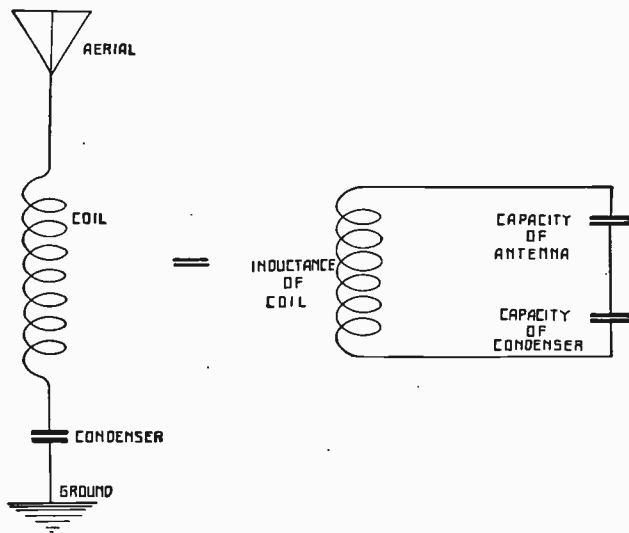 AERIAL
COIL
CONDENSER
GROUND
=
INDUCTANCE
OF
COIL
CAPACITY
OF
ANTENNA
CAPACITY
OF
CONDENSER